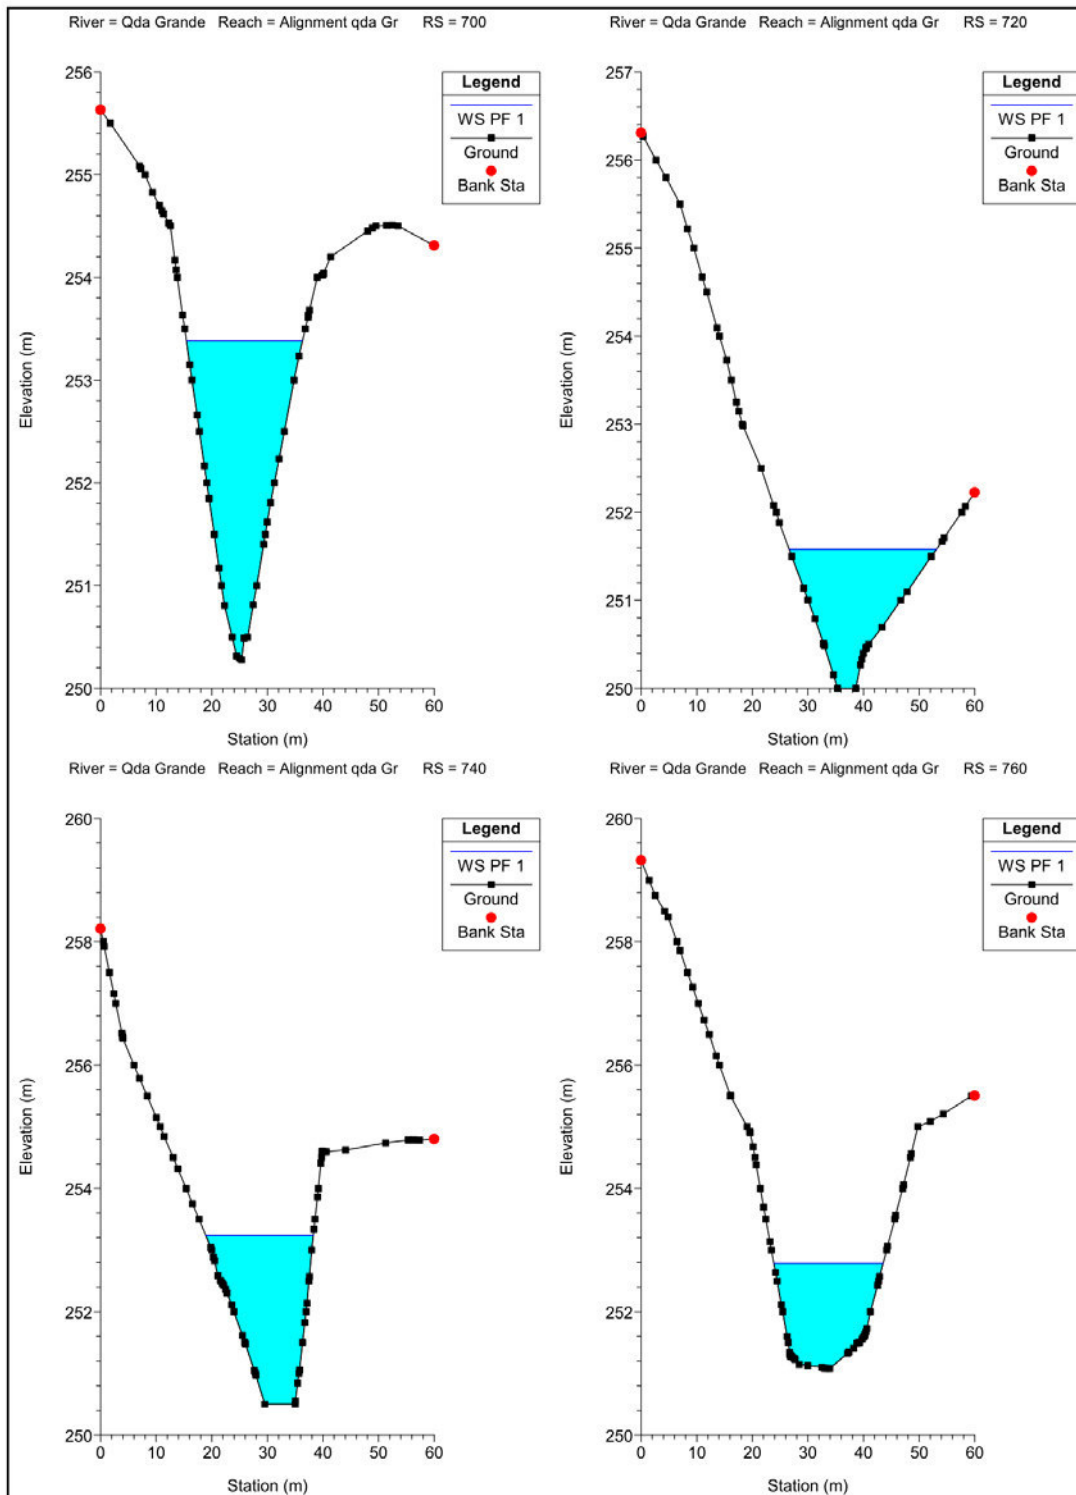 River = Qda Grande Reach = Alignment qda Gr RS = 700
256
255
254
253
252
251
250
0 10 20 30 40 50 60
Elevation (m)
Station (m)
Legend
WS PF 1
Ground
Bank Sta
River = Qda Grande Reach = Alignment qda Gr RS = 720
257
256
255
254
253
252
251
250
0 10 20 30 40 50 60
Elevation (m)
Station (m)
Legend
WS PF 1
Ground
Bank Sta
River = Qda Grande Reach = Alignment qda Gr RS = 740
260
258
256
254
252
250
0 10 20 30 40 50 60
Elevation (m)
Station (m)
Legend
WS PF 1
Ground
Bank Sta
River = Qda Grande Reach = Alignment qda Gr RS = 760
260
258
256
254
252
250
0 10 20 30 40 50 60
Elevation (m)
Station (m)
Legend
WS PF 1
Ground
Bank Sta